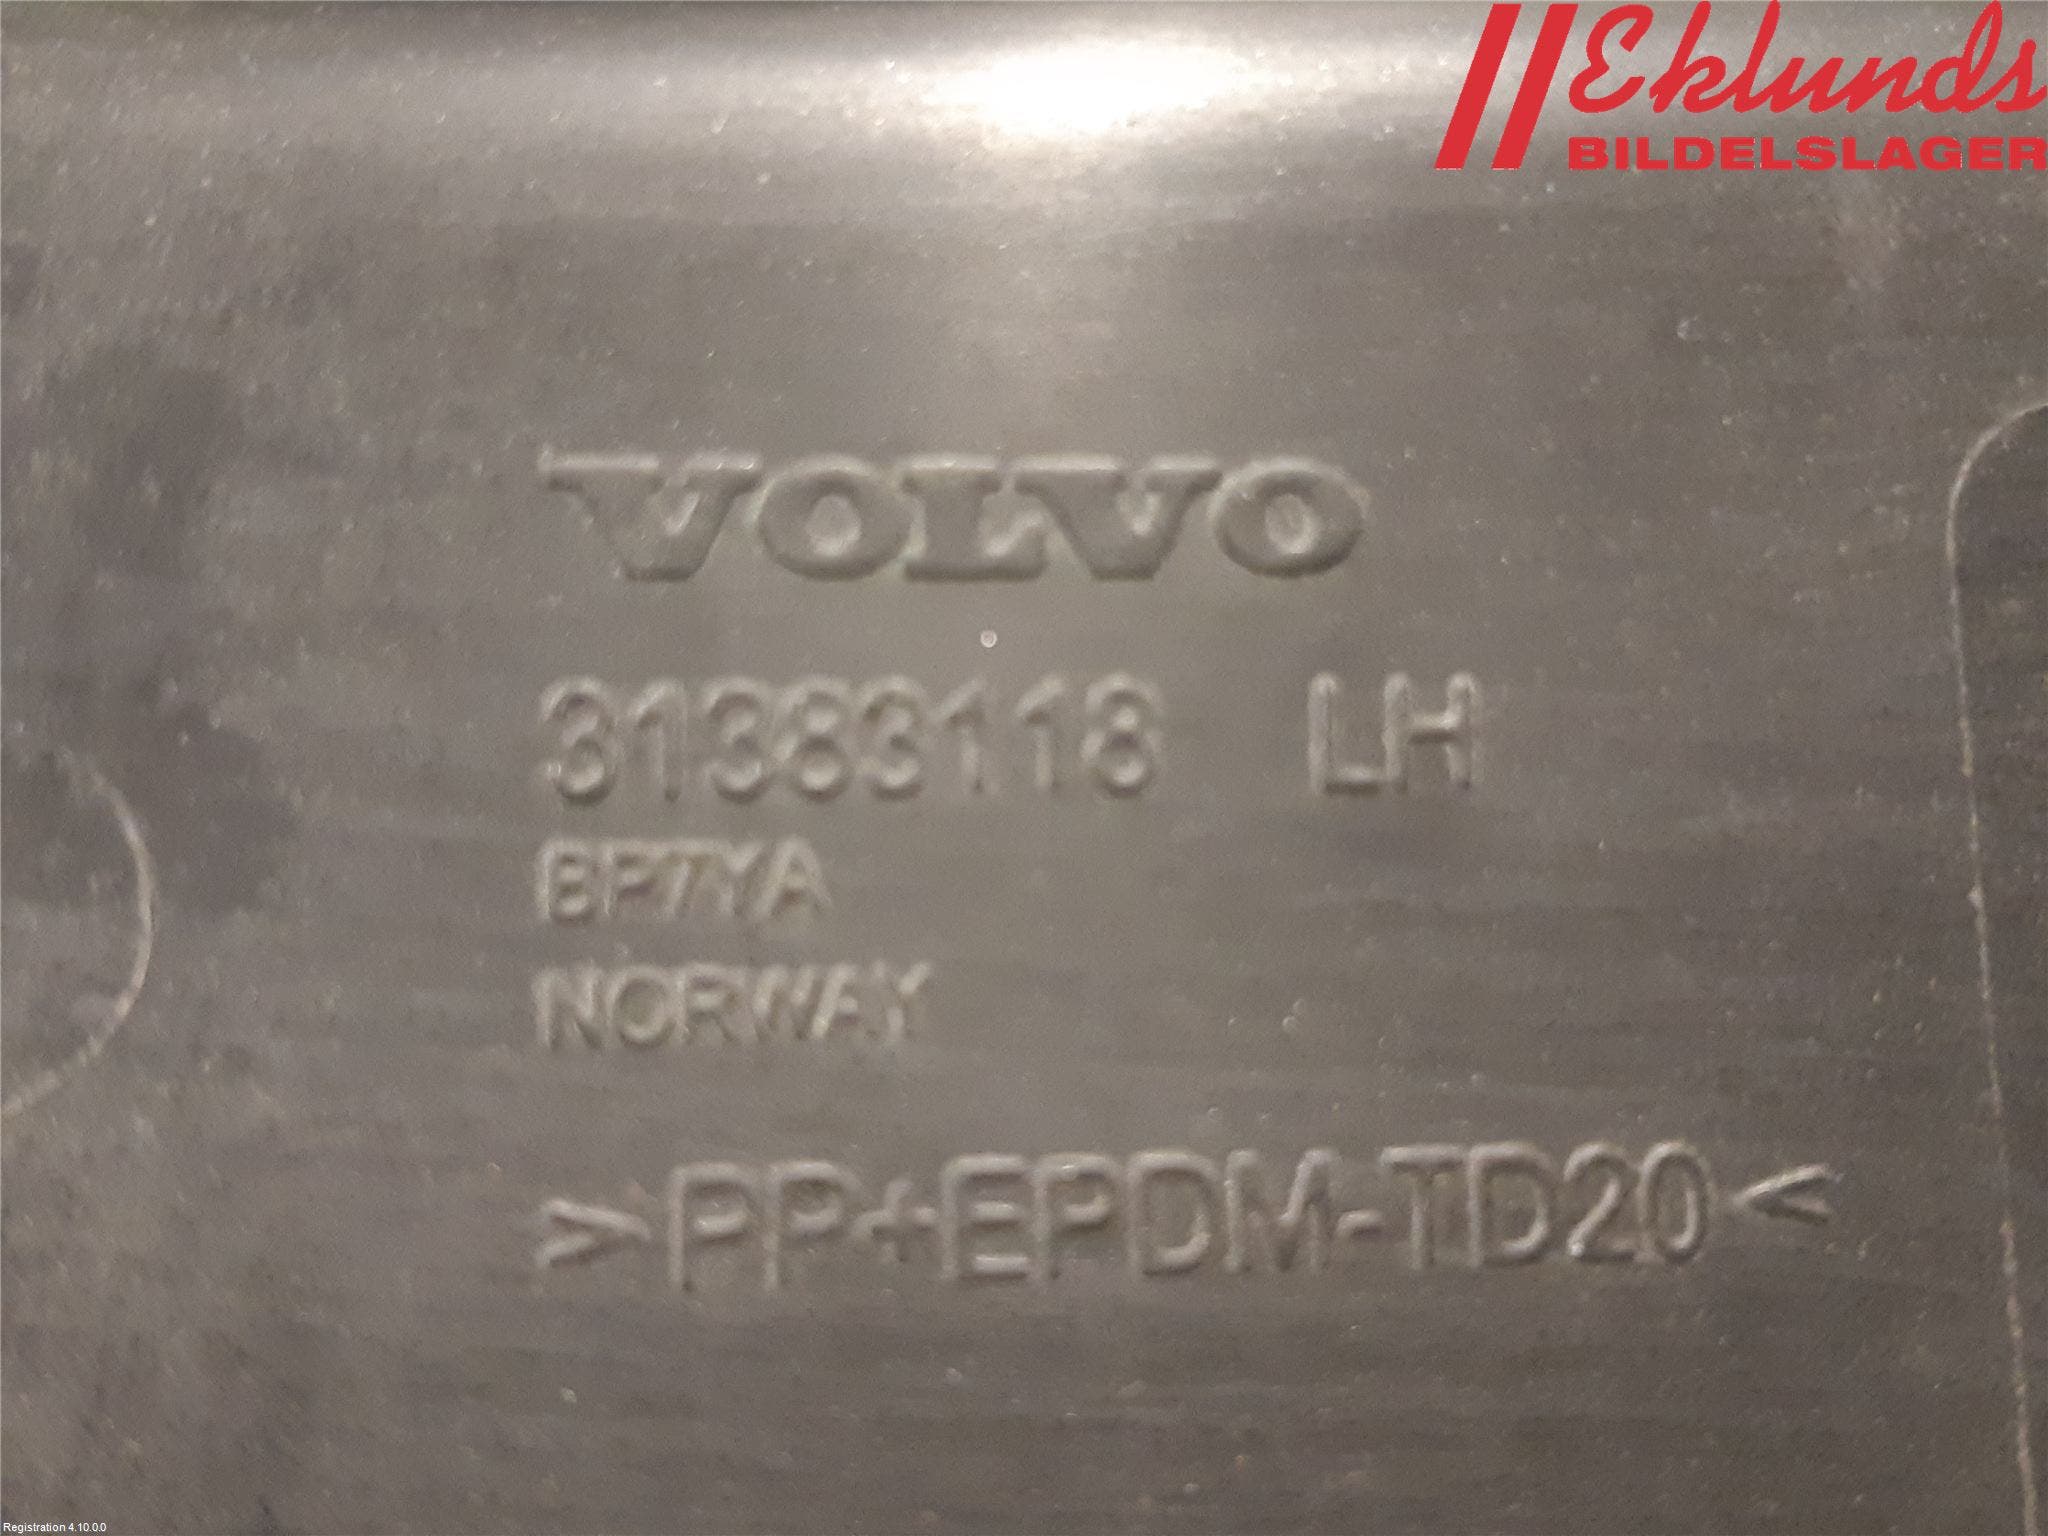 Eklunds
BILDELSLAGER
VOLVO
31383118 LH
BP7YA
NORWAY
>PP+EPDM-TD20<
Registration 4.10.0.0